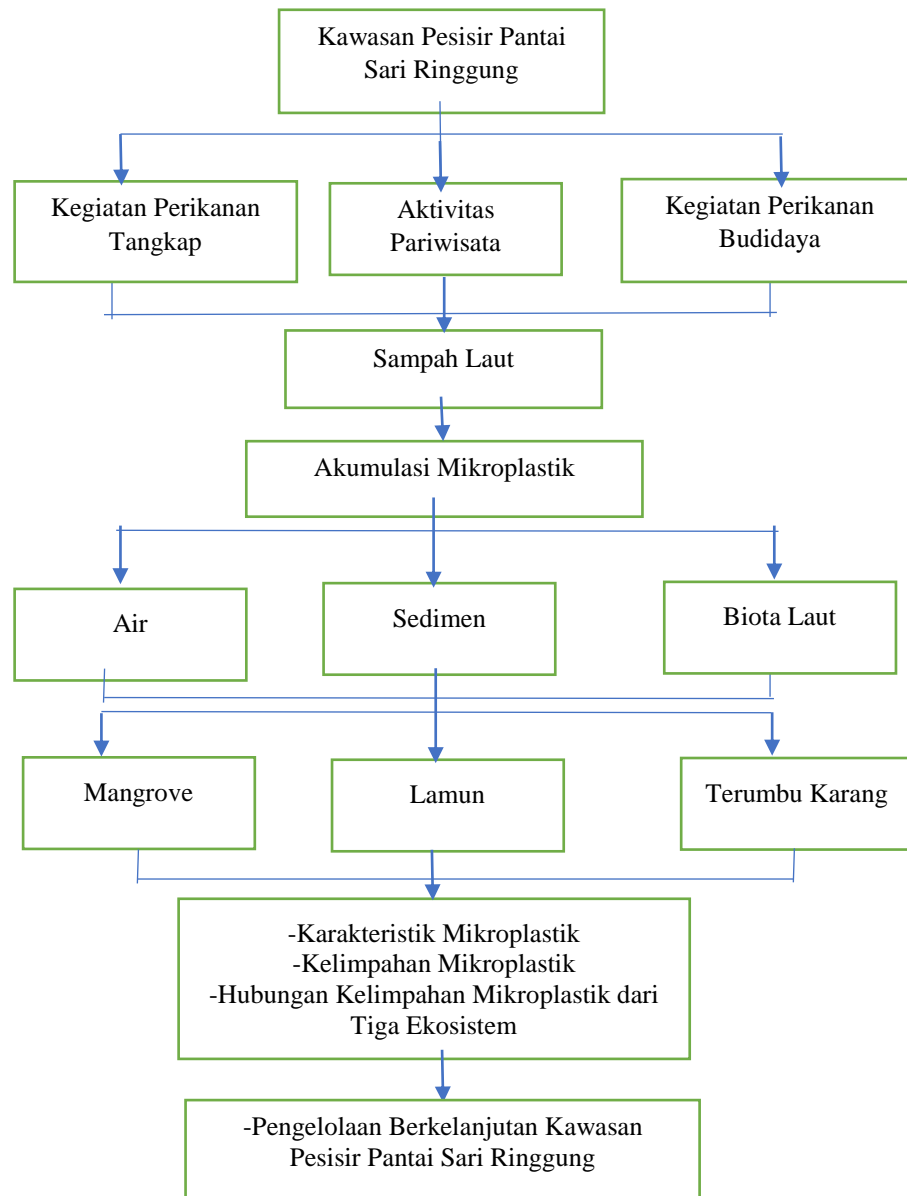 Kawasan Pesisir Pantai
Sari Ringgung
Kegiatan Perikanan
Tangkap
Aktivitas
Pariwisata
Kegiatan Perikanan
Budidaya
Sampah Laut
Akumulasi Mikroplastik
Air
Sedimen
Biota Laut
Mangrove
Lamun
Terumbu Karang
-Karakteristik Mikroplastik
-Kelimpahan Mikroplastik
-Hubungan Kelimpahan Mikroplastik dari
Tiga Ekosistem
-Pengelolaan Berkelanjutan Kawasan
Pesisir Pantai Sari Ringgung